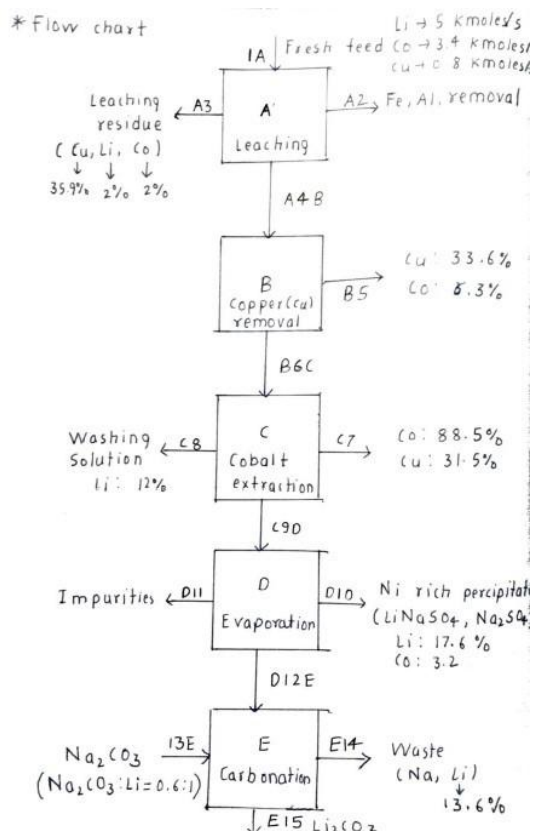 * Flow chart
Li → 5 Kmoles/s
1A Fresh feed Co → 3.4 Kmoles/
Cu → 0.8 Kmoles/
Leaching residue
(Cu, Li, Co)
↓ ↓ ↓
35.9% 2% 2%
A3
A
Leaching
A2
Fe, Al, removal
A4B
B
Copper (Cu)
removal
B5
Cu: 33.6%
Co: 3%
B6C
Washing
Solution
Li: 12%
C8
C
Cobalt
extraction
C7
Co: 88.5%
Cu: 31.5%
C9D
Impurities
D11
D
Evaporation
D10
Ni rich percipitat
(LiNaSO4, Na2SO4
Li: 17.6 %
Co: 3.2
D12E
Na2CO3
(Na2CO3:Li=0.6:1)
13E
E
Carbonation
E14
Waste
(Na, Li)
↓
13.6%
E15 Li2CO3